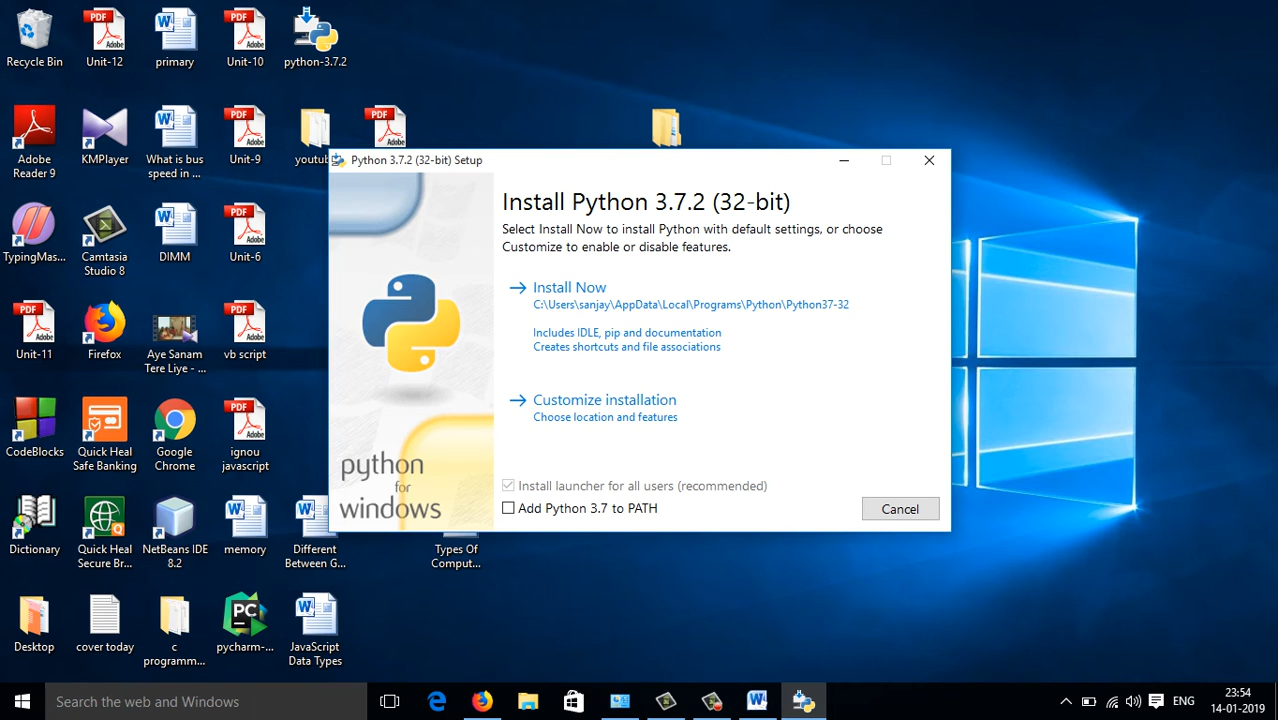 Recycle Bin
Unit-12
primary
Unit-10
python-3.7.2
Adobe
Reader 9
KMPlayer
What is bus
speed in ...
Unit-9
TypingMas...
Camtasia
Studio 8
DIMM
Unit-6
Unit-11
Firefox
Aye Sanam
Tere Liye - ...
vb script
CodeBlocks
Quick Heal
Safe Banking
Google
Chrome
ignou
javascript
Dictionary
Quick Heal
Secure Br...
NetBeans IDE
8.2
memory
Different
Between G...
Types Of
Comput...
Desktop
cover today
c
programm...
pycharm-...
JavaScript
Data Types
Python 3.7.2 (32-bit) Setup
Install Python 3.7.2 (32-bit)
Select Install Now to install Python with default settings, or choose
Customize to enable or disable features.
Install Now
C:\Users\sanjay\AppData\Local\Programs\Python\Python37-32
Includes IDLE, pip and documentation
Creates shortcuts and file associations
Customize installation
Choose location and features
python
for
windows
Install launcher for all users (recommended)
Add Python 3.7 to PATH
Cancel
Search the web and Windows
ENG
23:54
14-01-2019